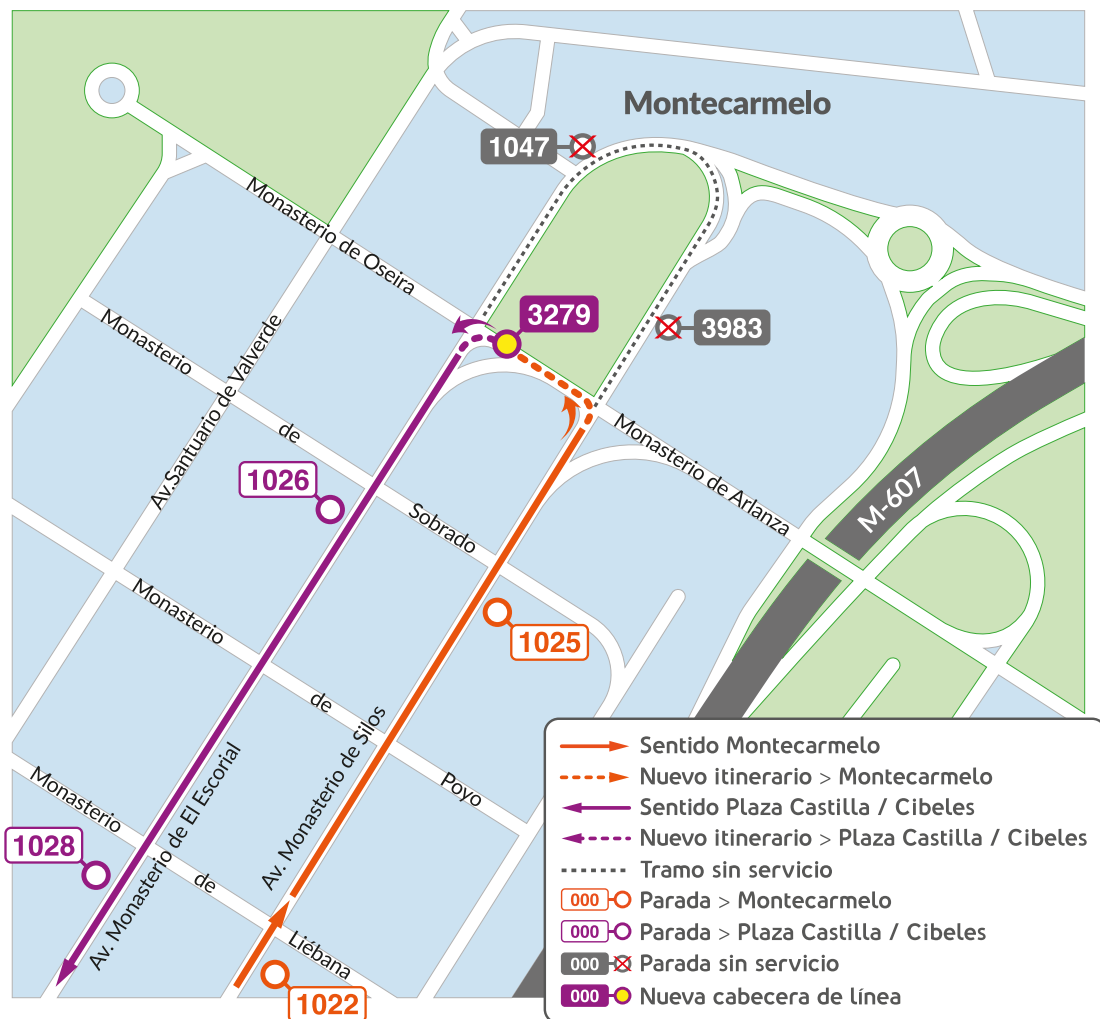 Montecarmelo
1047
Monasterio de Oseira
3279
3983
Monasterio
de
Sobrado
Av.Santuario de Valverde
Monasterio de Arlanza
1026
M-607
1025
Monasterio
de
Poyo
Av. Monasterio de Silos
Av. Monasterio de El Escorial
Monasterio
de
Liébana
1028
1022
Sentido Montecarmelo
Nuevo itinerario > Montecarmelo
Sentido Plaza Castilla / Cibeles
Nuevo itinerario > Plaza Castilla / Cibeles
Tramo sin servicio
000 Parada > Montecarmelo
000 Parada > Plaza Castilla / Cibeles
000 Parada sin servicio
000 Nueva cabecera de línea